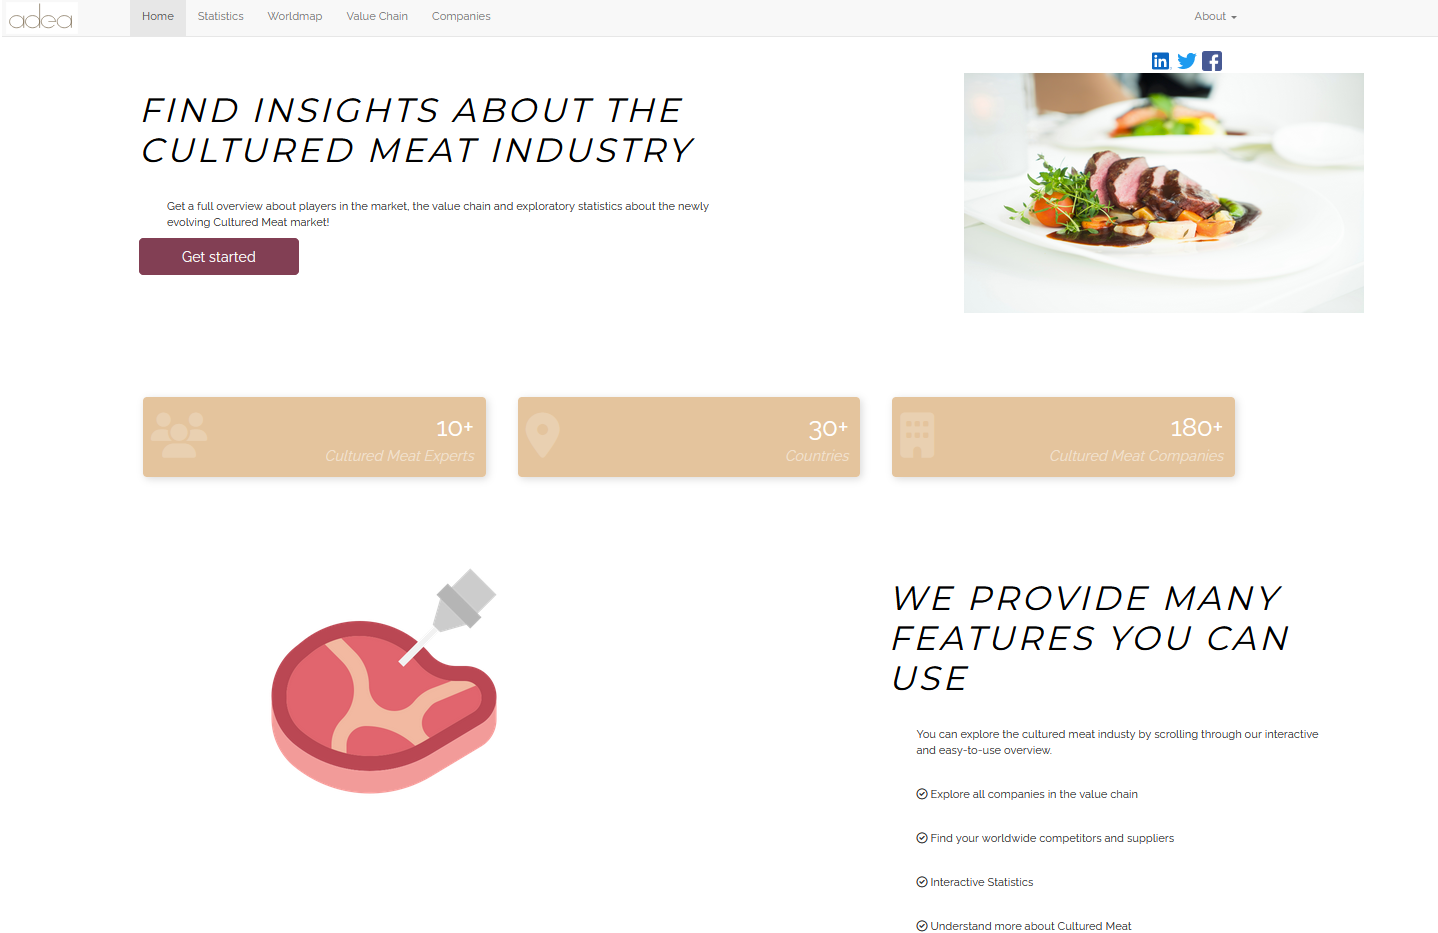 adea
Home Statistics Worldmap Value Chain Companies About
FIND INSIGHTS ABOUT THE
CULTURED MEAT INDUSTRY
Get a full overview about players in the market, the value chain and exploratory statistics about the newly
evolving Cultured Meat market!
Get started
10+
Cultured Meat Experts
30+
Countries
180+
Cultured Meat Companies
WE PROVIDE MANY
FEATURES YOU CAN
USE
You can explore the cultured meat industy by scrolling through our interactive
and easy-to-use overview.
Explore all companies in the value chain
Find your worldwide competitors and suppliers
Interactive Statistics
Understand more about Cultured Meat